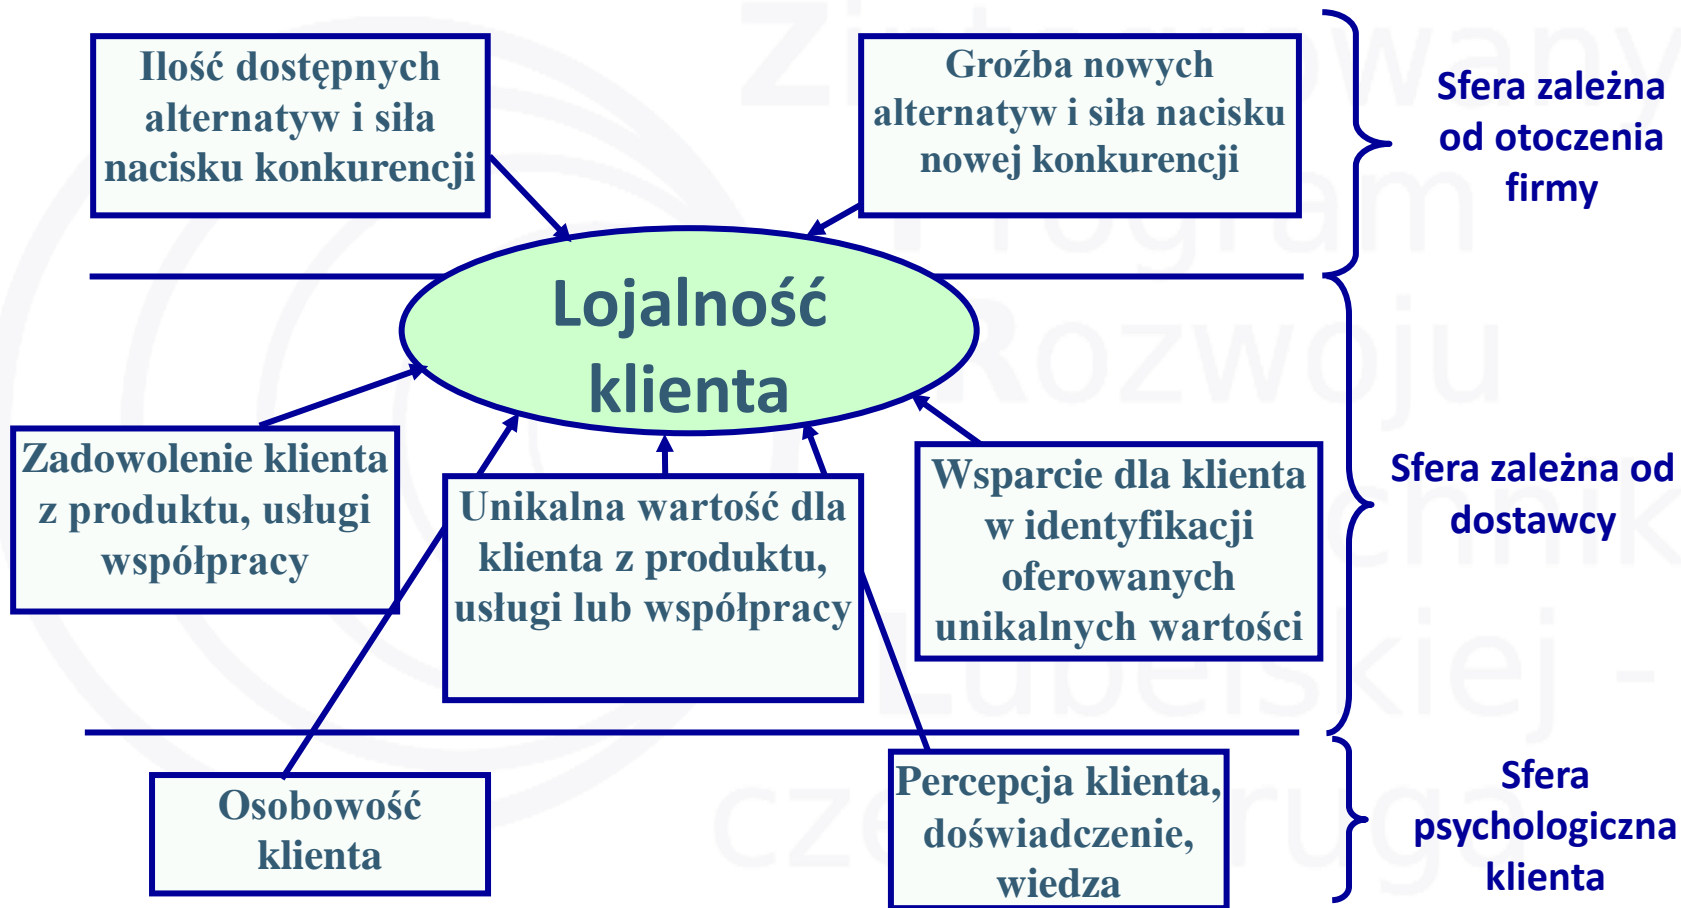 Ilość dostępnych
alternatyw i siła
nacisku konkurencji
Groźba nowych
alternatyw i siła nacisku
nowej konkurencji
Sfera zależna
od otoczenia
firmy
Lojalność
klienta
Zadowolenie klienta
z produktu, usługi
współpracy
Unikalna wartość dla
klienta z produktu,
usługi lub współpracy
Wsparcie dla klienta
w identyfikacji
oferowanych
unikalnych wartości
Sfera zależna od
dostawcy
Osobowość
klienta
Percepcja klienta,
doświadczenie,
wiedza
Sfera
psychologiczna
klienta
Rozwoju
Lubelskiej -